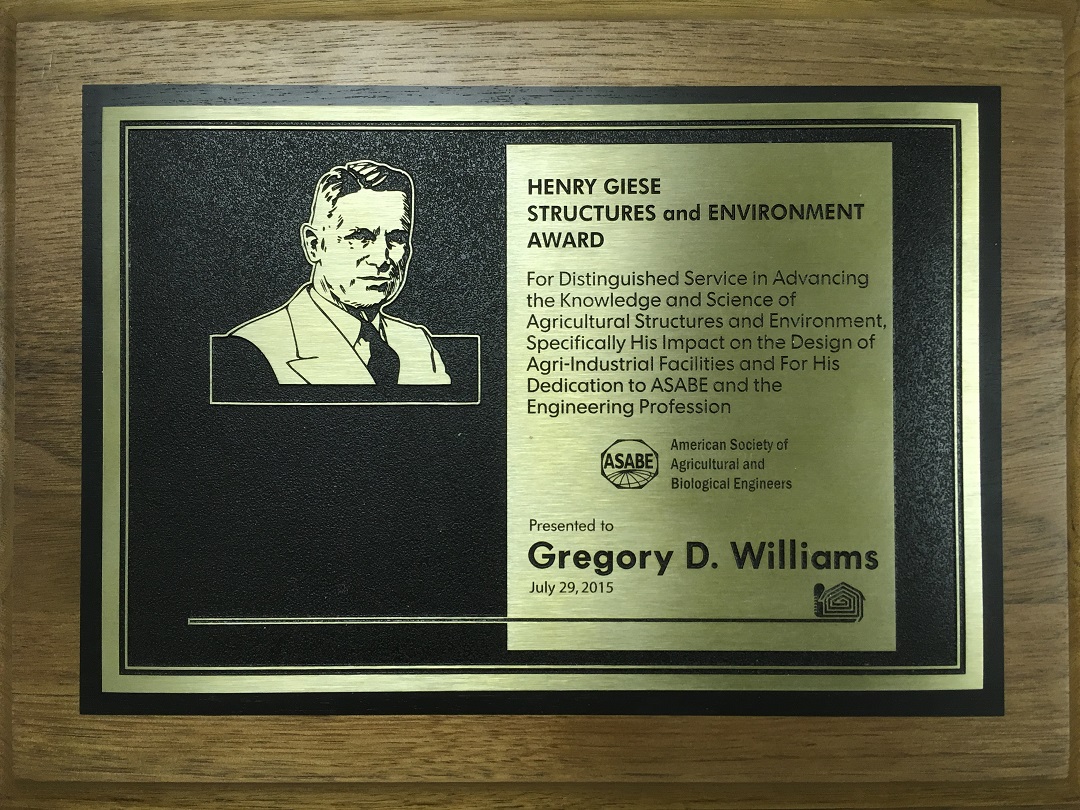 HENRY GIESE
STRUCTURES and ENVIRONMENT
AWARD
For Distinguished Service in Advancing
the Knowledge and Science of
Agricultural Structures and Environment,
Specifically His Impact on the Design of
Agri-Industrial Facilities and For His
Dedication to ASABE and the
Engineering Profession
ASABE
American Society of
Agricultural and
Biological Engineers
Presented to
Gregory D. Williams
July 29, 2015